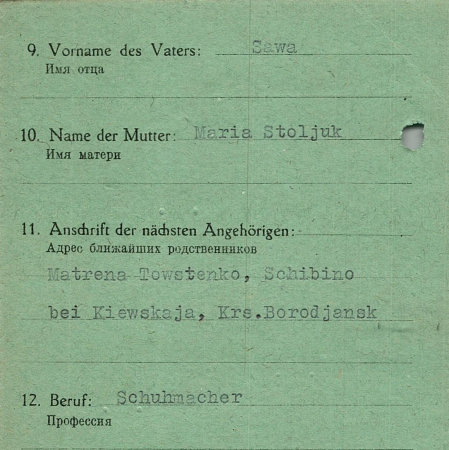 9. Vorname des Vaters: Sawa
Имя отца
10. Name der Mutter: Maria Stoljuk
Имя матери
11. Anschrift der nächsten Angehörigen:
Адрес ближайших родственников
Matrena Towstenko, Schibino
bei Kiewskaja, Krs.Borodjansk
12. Beruf: Schuhmacher
Профессия